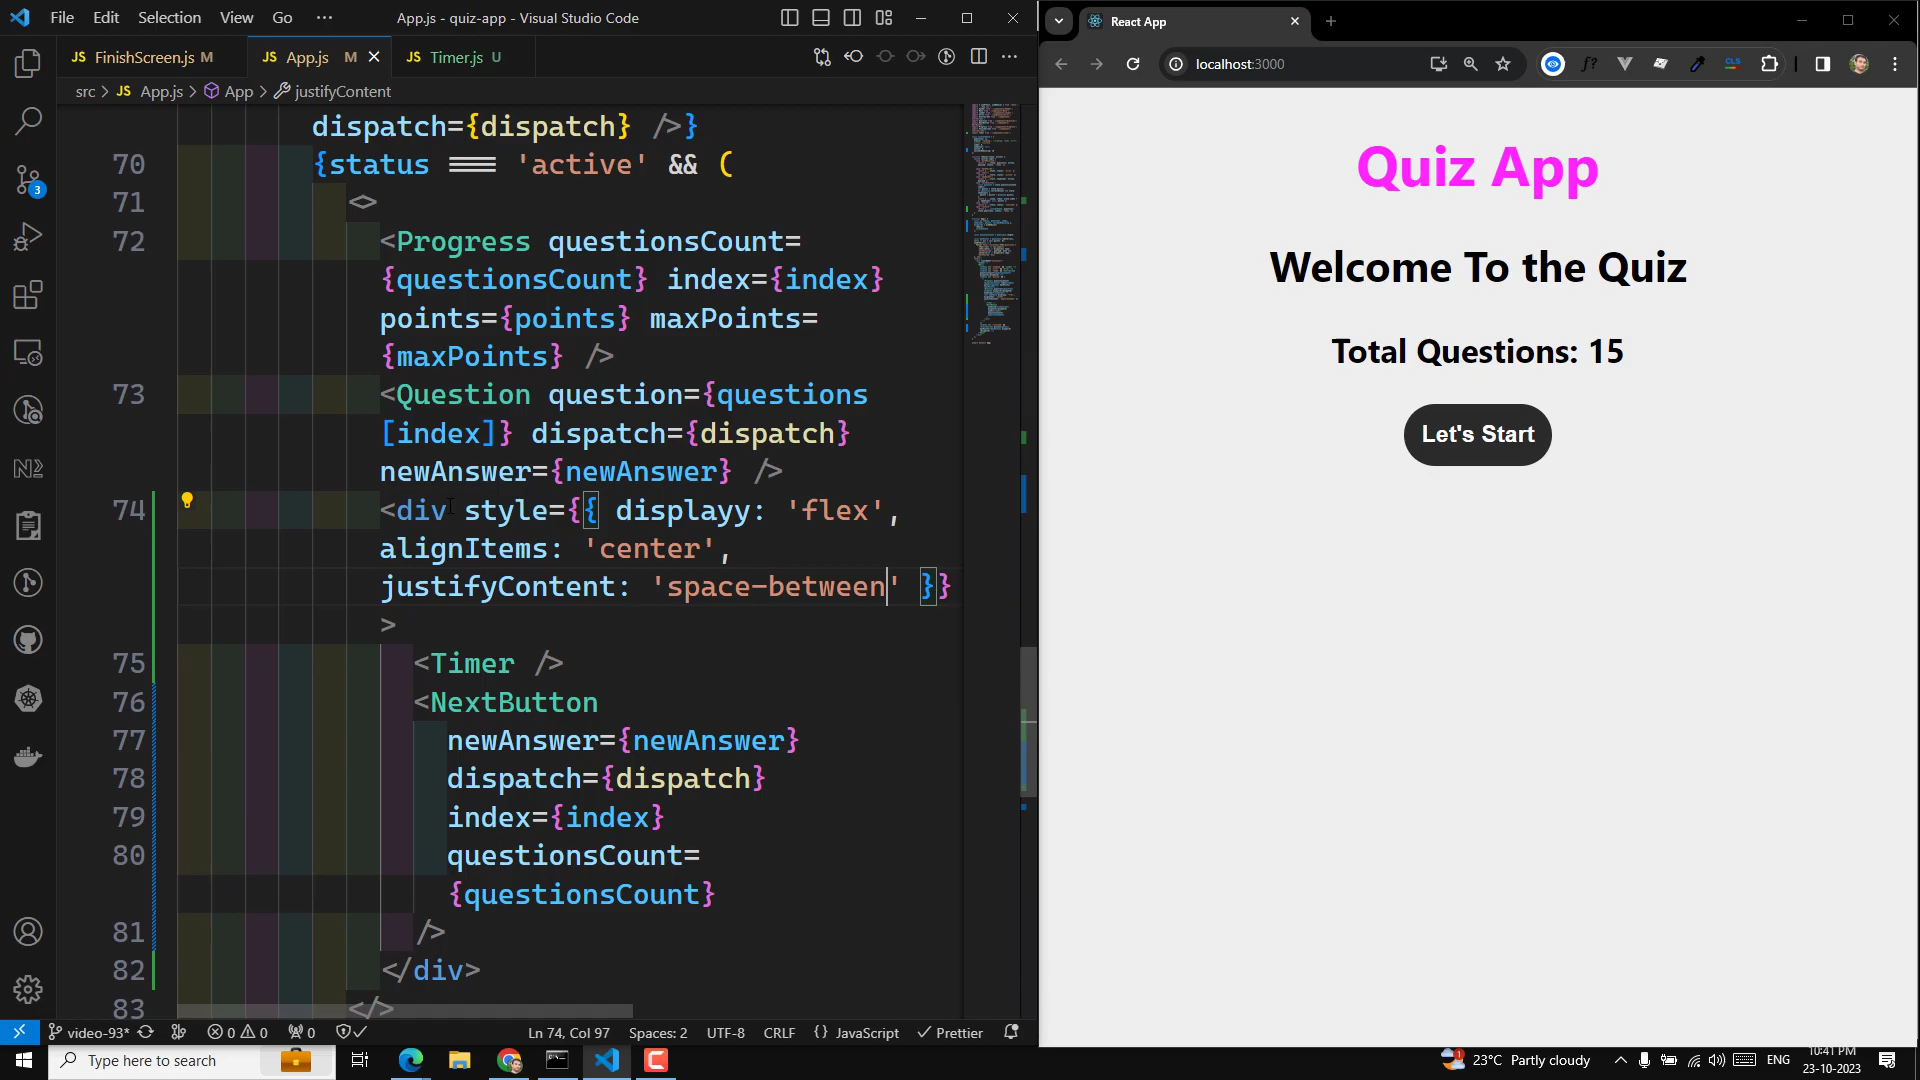 File Edit Selection View Go ··· App.js - quiz-app - Visual Studio Code
JS FinishScreen.js M JS App.js M JS Timer.js U
src > JS App.js > App > justifyContent
dispatch={dispatch} />}
70 {status === 'active' && (
71 <>
72 <Progress questionsCount=
{questionsCount} index={index}
points={points} maxPoints=
{maxPoints} />
73 <Question question={questions
[index]} dispatch={dispatch}
newAnswer={newAnswer} />
74 <div style={{ displayy: 'flex',
alignItems: 'center',
justifyContent: 'space-between' }}
>
75 <Timer />
76 <NextButton
77 newAnswer={newAnswer}
78 dispatch={dispatch}
79 index={index}
80 questionsCount=
{questionsCount}
81 />
82 </div>
83 </>
3
video-93* 0 0 0 Ln 74, Col 97 Spaces: 2 UTF-8 CRLF {} JavaScript Prettier
React App
localhost:3000
Quiz App
Welcome To the Quiz
Total Questions: 15
Let's Start
Type here to search
1 23°C Partly cloudy ENG 10:41 PM
23-10-2023